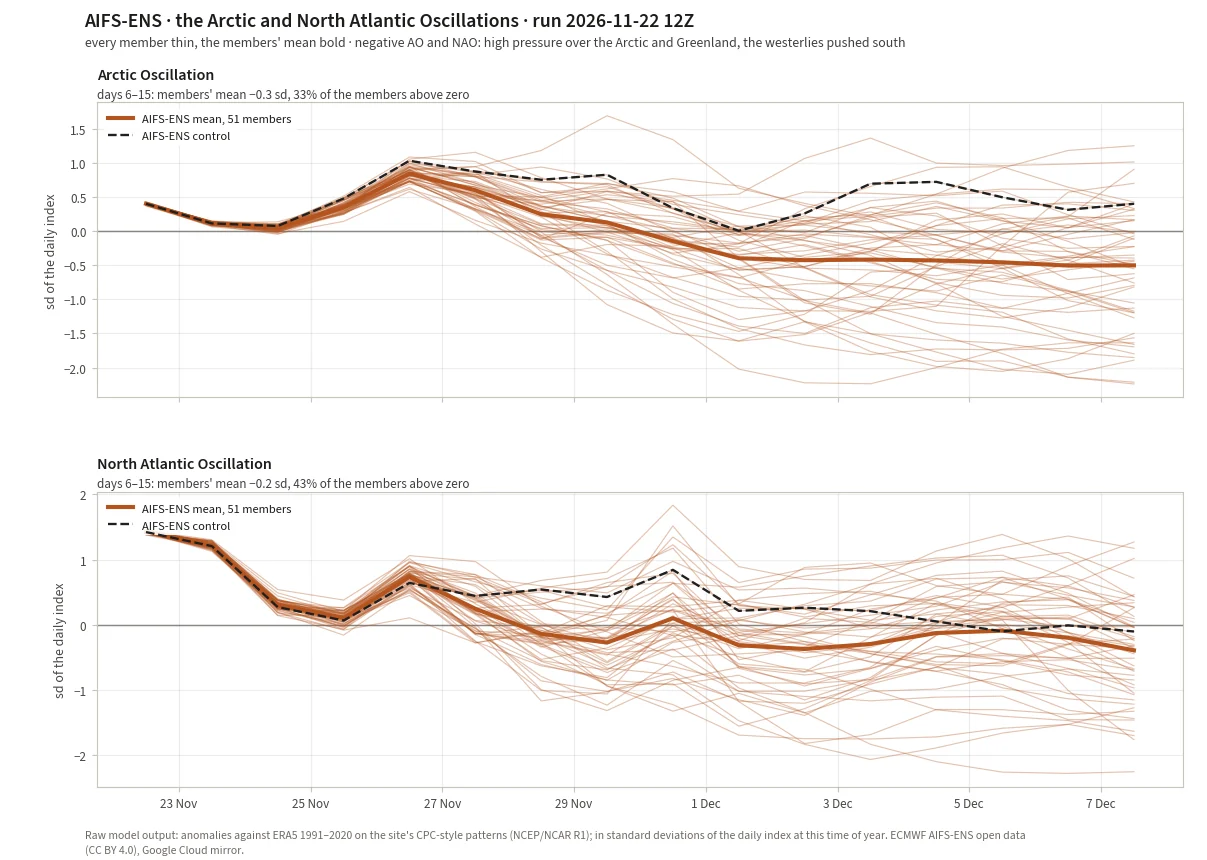 AIFS-ENS · the Arctic and North Atlantic Oscillations · run 2026-11-22 12Z
every member thin, the members' mean bold · negative AO and NAO: high pressure over the Arctic and Greenland, the westerlies pushed south
Arctic Oscillation
days 6–15: members' mean −0.3 sd, 33% of the members above zero
AIFS-ENS mean, 51 members
AIFS-ENS control
sd of the daily index
1.5
1.0
0.5
0.0
−0.5
−1.0
−1.5
−2.0
North Atlantic Oscillation
days 6–15: members' mean −0.2 sd, 43% of the members above zero
AIFS-ENS mean, 51 members
AIFS-ENS control
sd of the daily index
2
1
0
−1
−2
23 Nov
25 Nov
27 Nov
29 Nov
1 Dec
3 Dec
5 Dec
7 Dec
Raw model output: anomalies against ERA5 1991–2020 on the site's CPC-style patterns (NCEP/NCAR R1); in standard deviations of the daily index at this time of year. ECMWF AIFS-ENS open data
(CC BY 4.0), Google Cloud mirror.